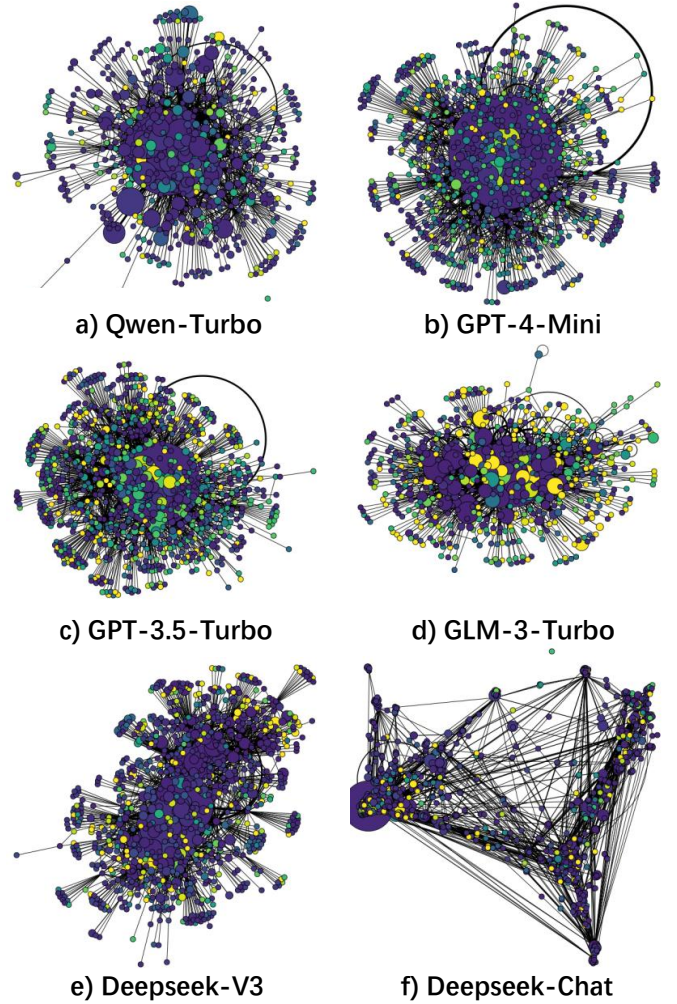 a) Qwen-Turbo
b) GPT-4-Mini
c) GPT-3.5-Turbo
d) GLM-3-Turbo
e) Deepseek-V3
f) Deepseek-Chat